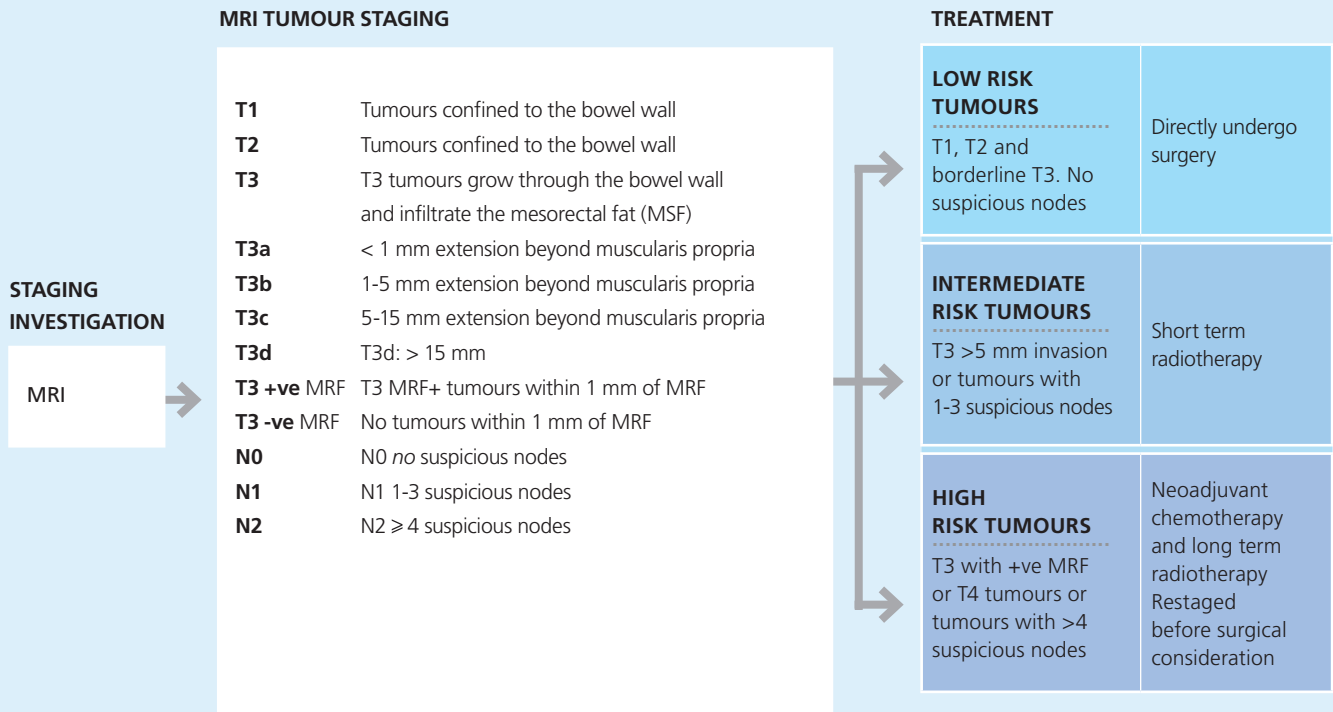 MRI TUMOUR STAGING
TREATMENT
STAGING
INVESTIGATION
MRI
T1 Tumours confined to the bowel wall
T2 Tumours confined to the bowel wall
T3 T3 tumours grow through the bowel wall
and infiltrate the mesorectal fat (MSF)
T3a < 1 mm extension beyond muscularis propria
T3b 1-5 mm extension beyond muscularis propria
T3c 5-15 mm extension beyond muscularis propria
T3d T3d: > 15 mm
T3 +ve MRF T3 MRF+ tumours within 1 mm of MRF
T3 -ve MRF No tumours within 1 mm of MRF
N0 N0 no suspicious nodes
N1 N1 1-3 suspicious nodes
N2 N2 ⩾ 4 suspicious nodes
LOW RISK
TUMOURS
T1, T2 and
borderline T3. No
suspicious nodes
Directly undergo
surgery
INTERMEDIATE
RISK TUMOURS
T3 >5 mm invasion
or tumours with
1-3 suspicious nodes
Short term
radiotherapy
HIGH
RISK TUMOURS
T3 with +ve MRF
or T4 tumours or
tumours with >4
suspicious nodes
Neoadjuvant
chemotherapy
and long term
radiotherapy
Restaged
before surgical
consideration